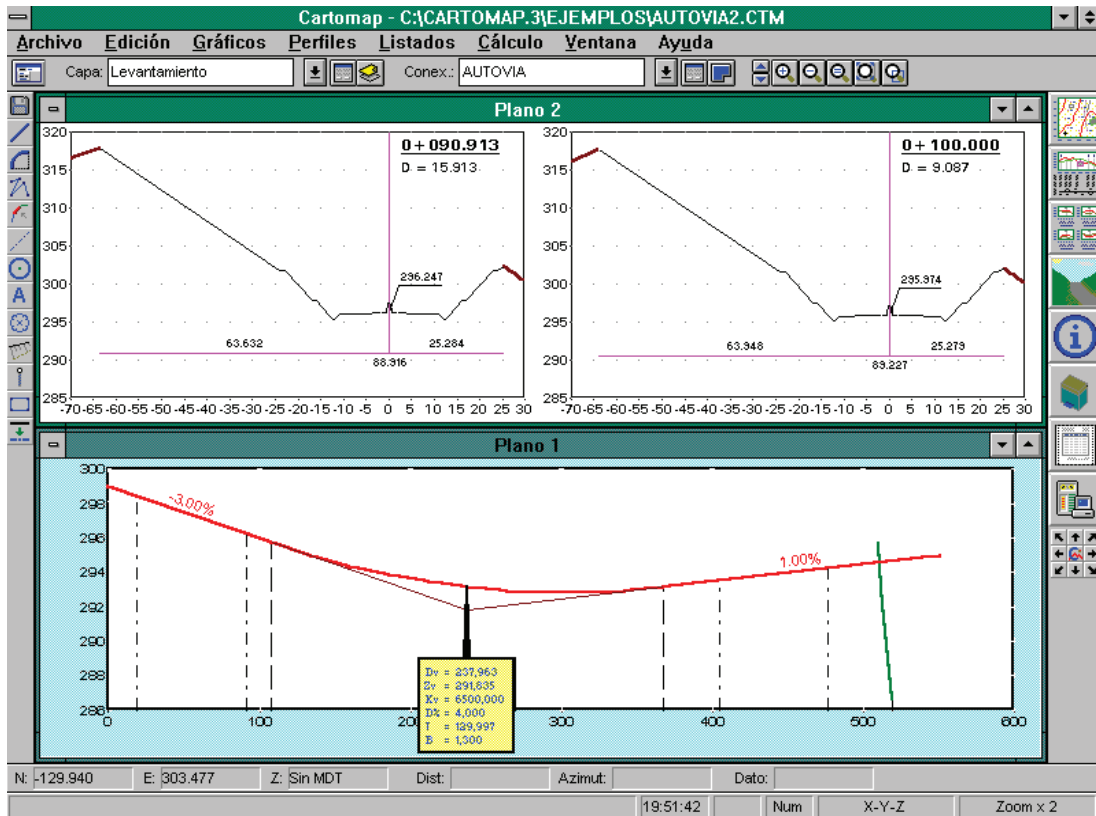 Cartomap - C:\CARTOMAP.3\EJEMPLOS\AUTOVIA2.CTM
Archivo Edición Gráficos Perfiles Listados Cálculo Ventana Ayuda
Capa: Levantamiento Conex.: AUTOVIA
Plano 2
320
315
310
305
300
295
290
285
0+090.913
D = 15.913
296.247
63.632 25.284
88.916
-70 -65 -60 -55 -50 -45 -40 -35 -30 -25 -20 -15 -10 -5 0 5 10 15 20 25 30
320
315
310
305
300
295
290
285
0+100.000
D = 9.087
295.974
63.948 25.279
89.227
-70 -65 -60 -55 -50 -45 -40 -35 -30 -25 -20 -15 -10 -5 0 5 10 15 20 25 30
Plano 1
300
298
296
294
292
290
288
286
-3.00%
1.00%
Dv = 237,963
Zv = 291,835
Kv = 6500,000
D% = 4,000
T = 129,997
B = 1,300
0 100 300 400 500 600
N: -129.940 E: 303.477 Z: Sin MDT Dist: Azimut: Dato:
19:51:42 Num X-Y-Z Zoom x 2